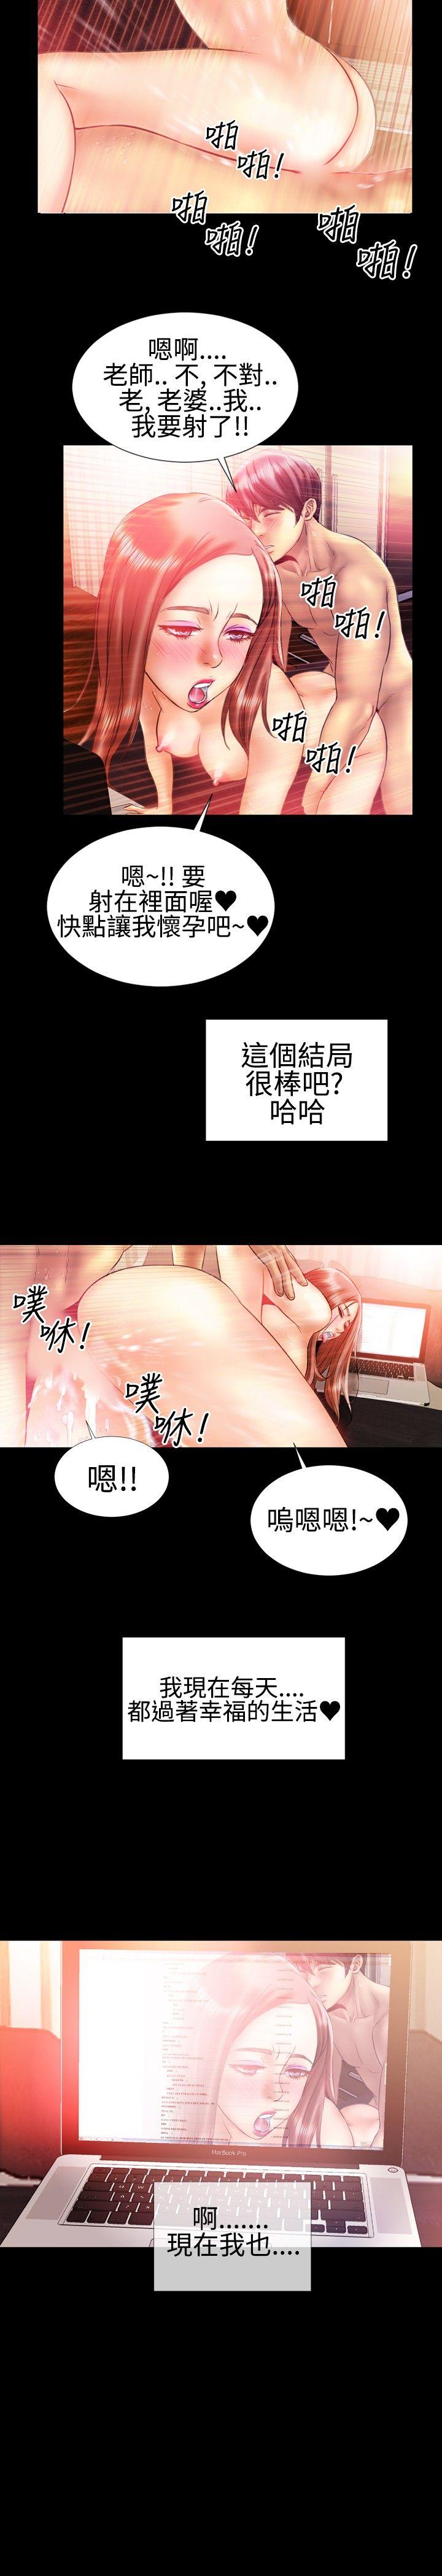 啪
啪!
啪
啪!
啪
啪!
嗯啊....
老師.. 不, 不對..
老, 老婆..我..
我要射了!!
啪
啪!
啪
啪!
嗯~!! 要
射在裡面喔♥
快點讓我懷孕吧~♥
這個結局
很棒吧?
哈哈
噗
咻!
噗
咻!
嗯!!
嗚嗯嗯!~♥
我現在每天....
都過著幸福的生活♥
MacBook Pro
啊.......
現在我也....